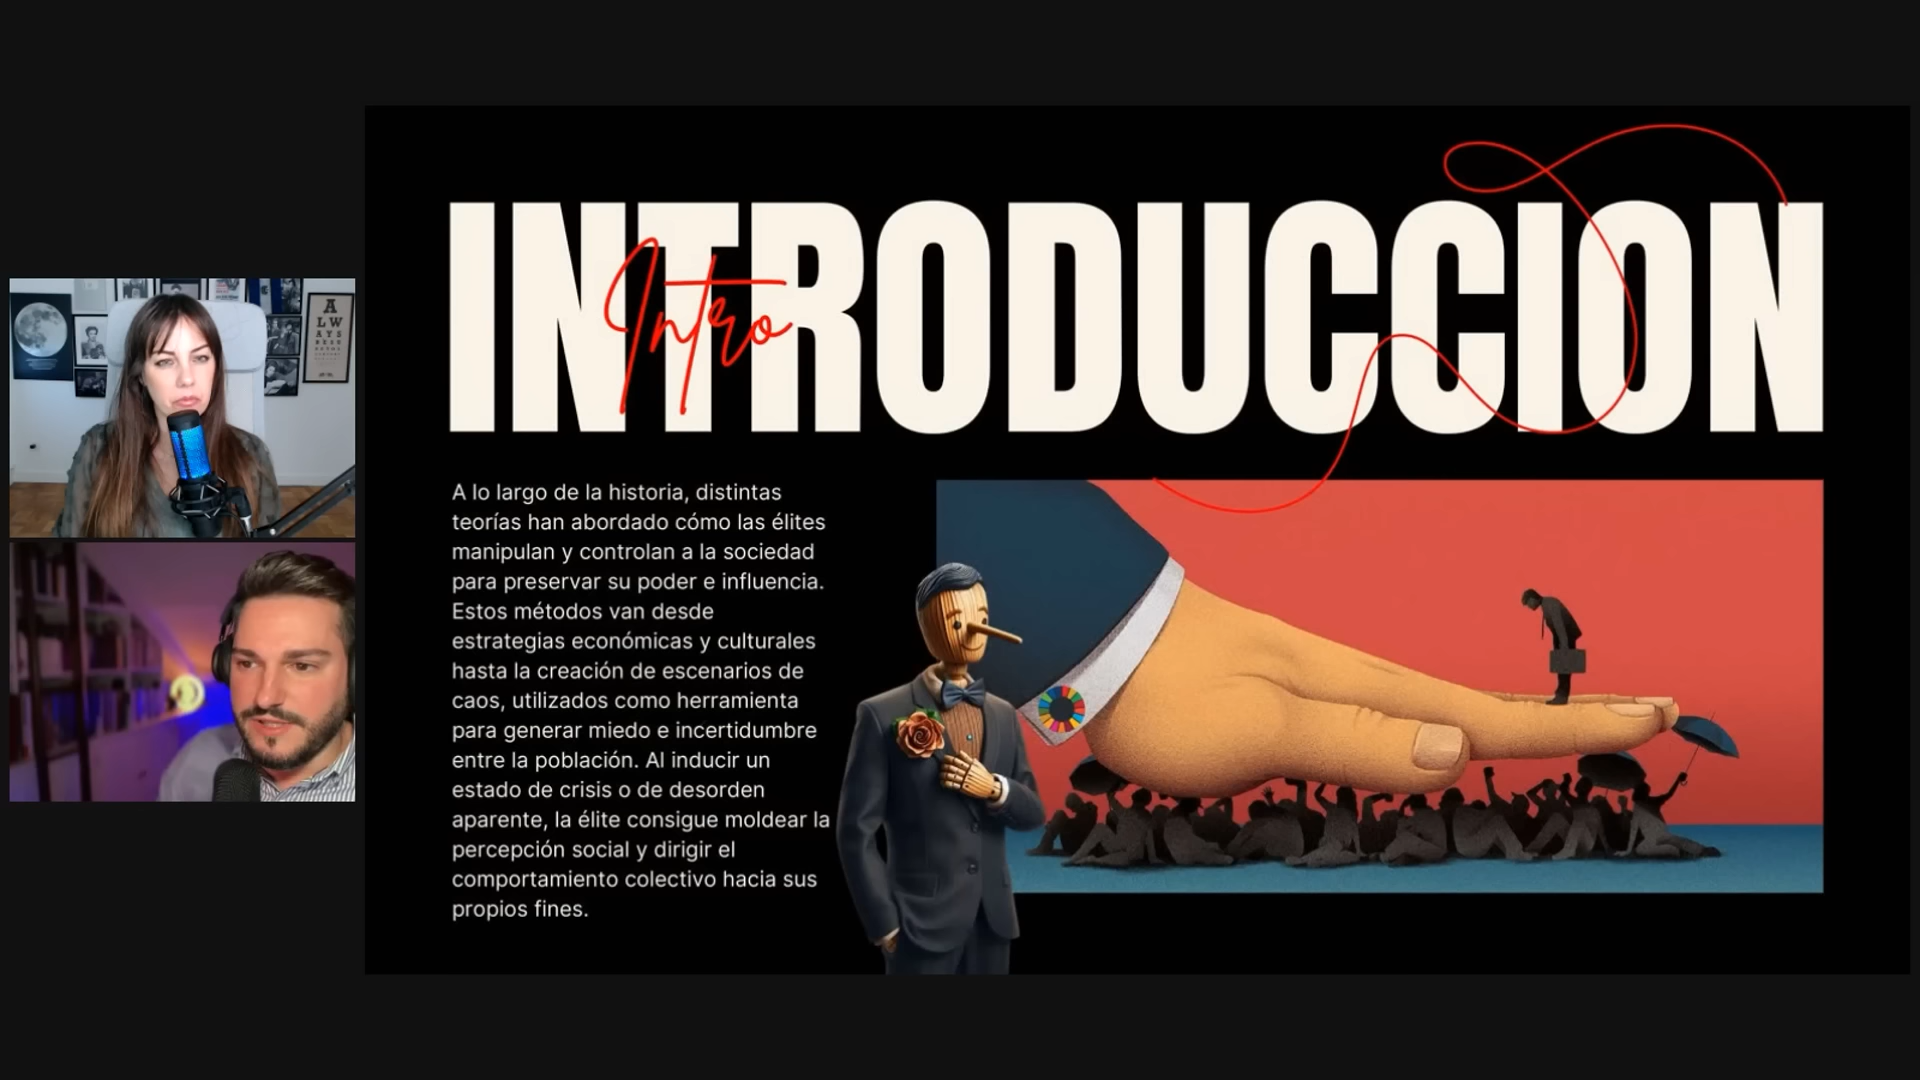 INTRODUCCION
Intro
A lo largo de la historia, distintas
teorías han abordado cómo las élites
manipulan y controlan a la sociedad
para preservar su poder e influencia.
Estos métodos van desde
estrategias económicas y culturales
hasta la creación de escenarios de
caos, utilizados como herramienta
para generar miedo e incertidumbre
entre la población. Al inducir un
estado de crisis o de desorden
aparente, la élite consigue moldear la
percepción social y dirigir el
comportamiento colectivo hacia sus
propios fines.
A
L W
A Y S